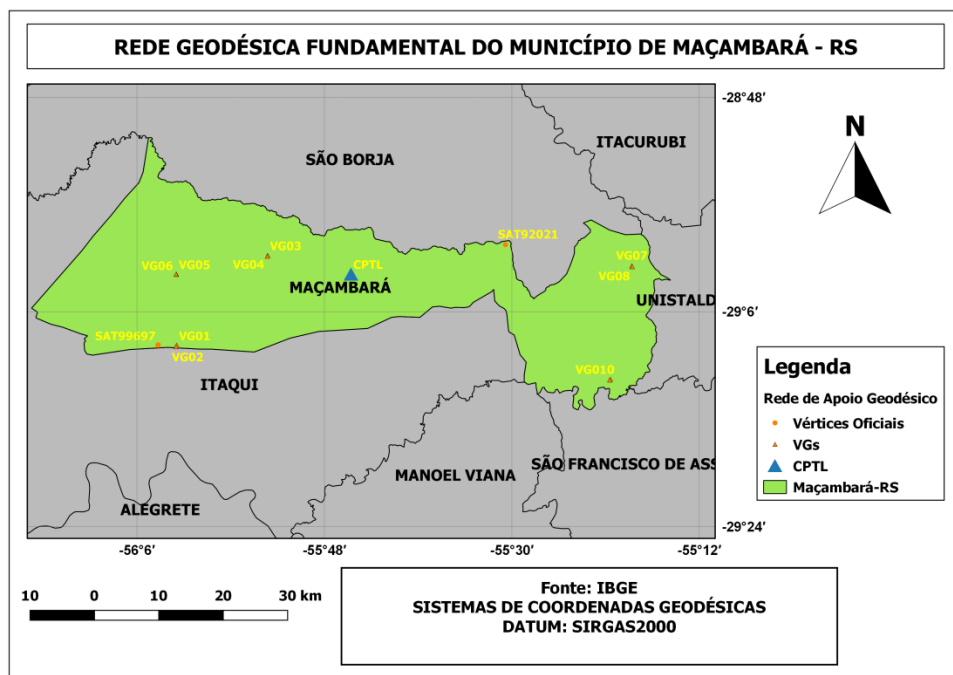 REDE GEODÉSICA FUNDAMENTAL DO MUNICÍPIO DE MAÇAMBARÁ - RS
-28°48'
ITACURUBI
SÃO BORJA
N
SAT92021
VG03
VG04
VG07
VG08
VG06 VG05
CPTL
MAÇAMBARÁ
UNISTALD
-29°6'
SAT99697 VG01
VG02
ITAQUI
VG010
MANOEL VIANA
SÃO FRANCISCO DE ASS
ALEGRETE
-29°24'
-56°6'
-55°48'
-55°30'
-55°12'
Legenda
Rede de Apoio Geodésico
Vértices Oficiais
VGs
CPTL
Maçambará-RS
10 0 10 20 30 km
Fonte: IBGE
SISTEMAS DE COORDENADAS GEODÉSICAS
DATUM: SIRGAS2000